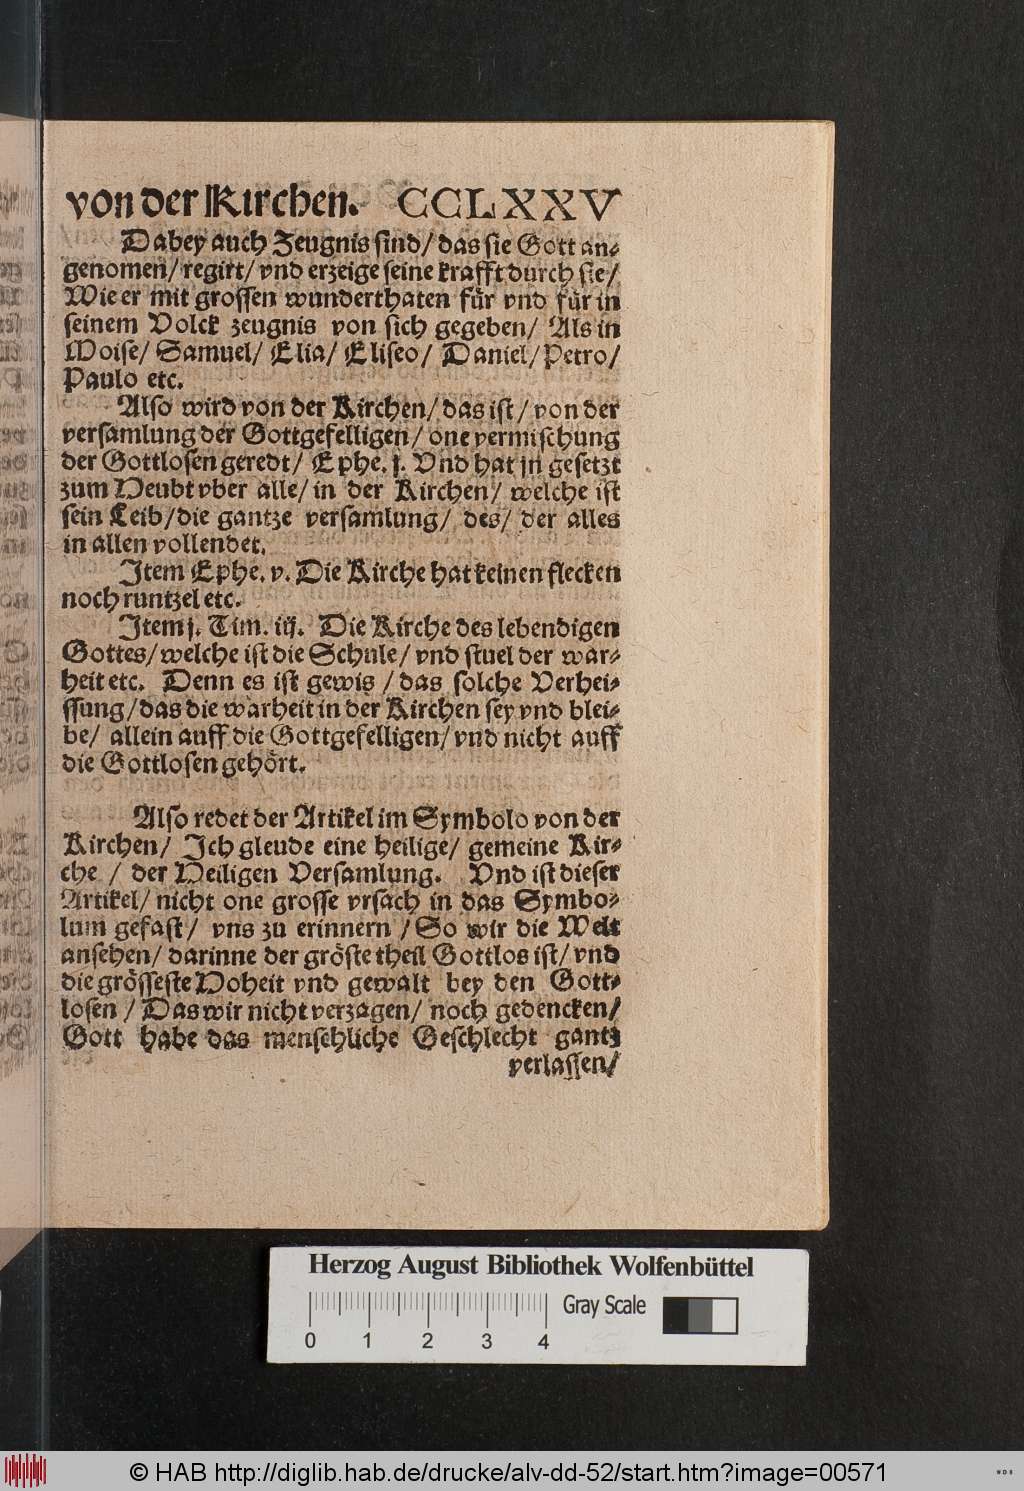 von der Kirchen. CCLXXV
Dabey auch Zeugnis sind/ das sie Gott an-
genomen/ regirt/ vnd erzeige seine krafft durch sie/
Wie er mit grossen wunderthaten für vnd für in
seinem Volck zeugnis von sich gegeben/ Als in
Moise/ Samuel/ Elia/ Eliseo/ Daniel/ Petro/
Paulo etc.
Also wird von der Kirchen/ das ist/ von der
versamlung der Gottgefelligen/ one vermischung
der Gottlosen geredt/ Ephe. j. Vnd hat jn gesetzt
zum Heubt vber alle/ in der Kirchen/ welche ist
sein Leib/ die gantze versamlung/ des/ der alles
in allen vollendet.
Item Ephe. v. Die Kirche hat keinen flecken
noch runtzel etc.
Item j. Tim. iij. Die Kirche des lebendigen
Gottes/ welche ist die Schule/ vnd stuel der war-
heit etc. Denn es ist gewis/ das solche Verhei-
ssung/ das die warheit in der Kirchen sey vnd blei-
be/ allein auff die Gottgefelligen/ vnd nicht auff
die Gottlosen gehört.
Also redet der Artikel im Symbolo von der
Kirchen/ Ich gleube eine heilige/ gemeine Kir-
che / der Heiligen Versamlung. Vnd ist dieser
Artikel/ nicht one grosse vrsach in das Symbo-
lum gefast/ vns zu erinnern / So wir die Welt
ansehen/ darinne der gröste theil Gottlos ist/ vnd
die grösseste Hoheit vnd gewalt bey den Gott-
losen / Das wir nicht verzagen/ noch gedencken/
Gott habe das menschliche Geschlecht gantz
verlassen/
Herzog August Bibliothek Wolfenbüttel
0 1 2 3 4 Gray Scale
© HAB http://diglib.hab.de/drucke/alv-dd-52/start.htm?image=00571